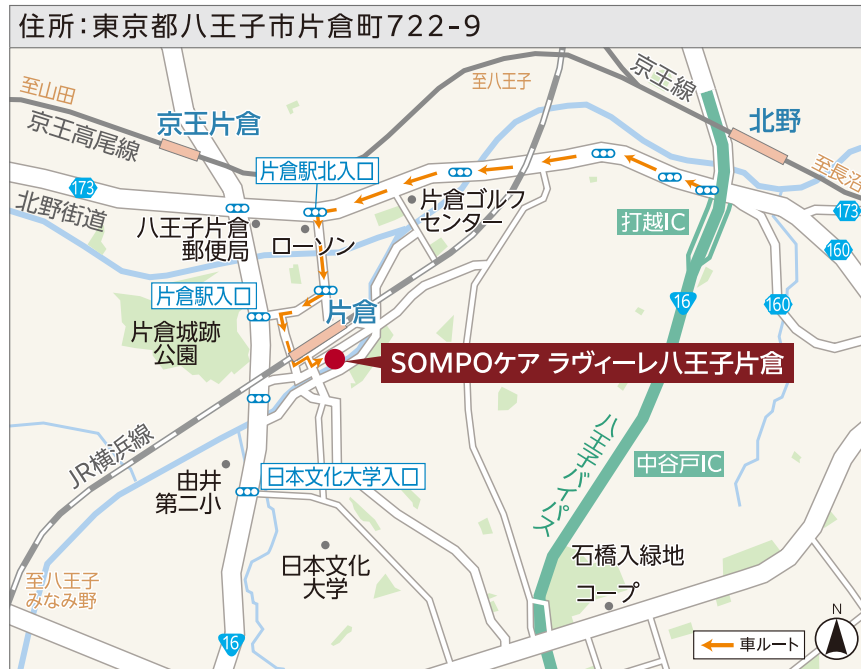 住所:東京都八王子市片倉町722-9
至山田
京王高尾線
京王片倉
至八王子
京王線
北野
至長沼
173
北野街道
片倉駅北入口
八王子片倉
郵便局
ローソン
片倉ゴルフ
センター
打越IC
173
160
160
16
片倉駅入口
片倉
片倉城跡
公園
SOMPOケア ラヴィーレ八王子片倉
JR横浜線
由井
第二小
日本文化大学入口
八王子バイパス
中谷戸IC
日本文化
大学
石橋入緑地
コープ
至八王子
みなみ野
16
車ルート
N